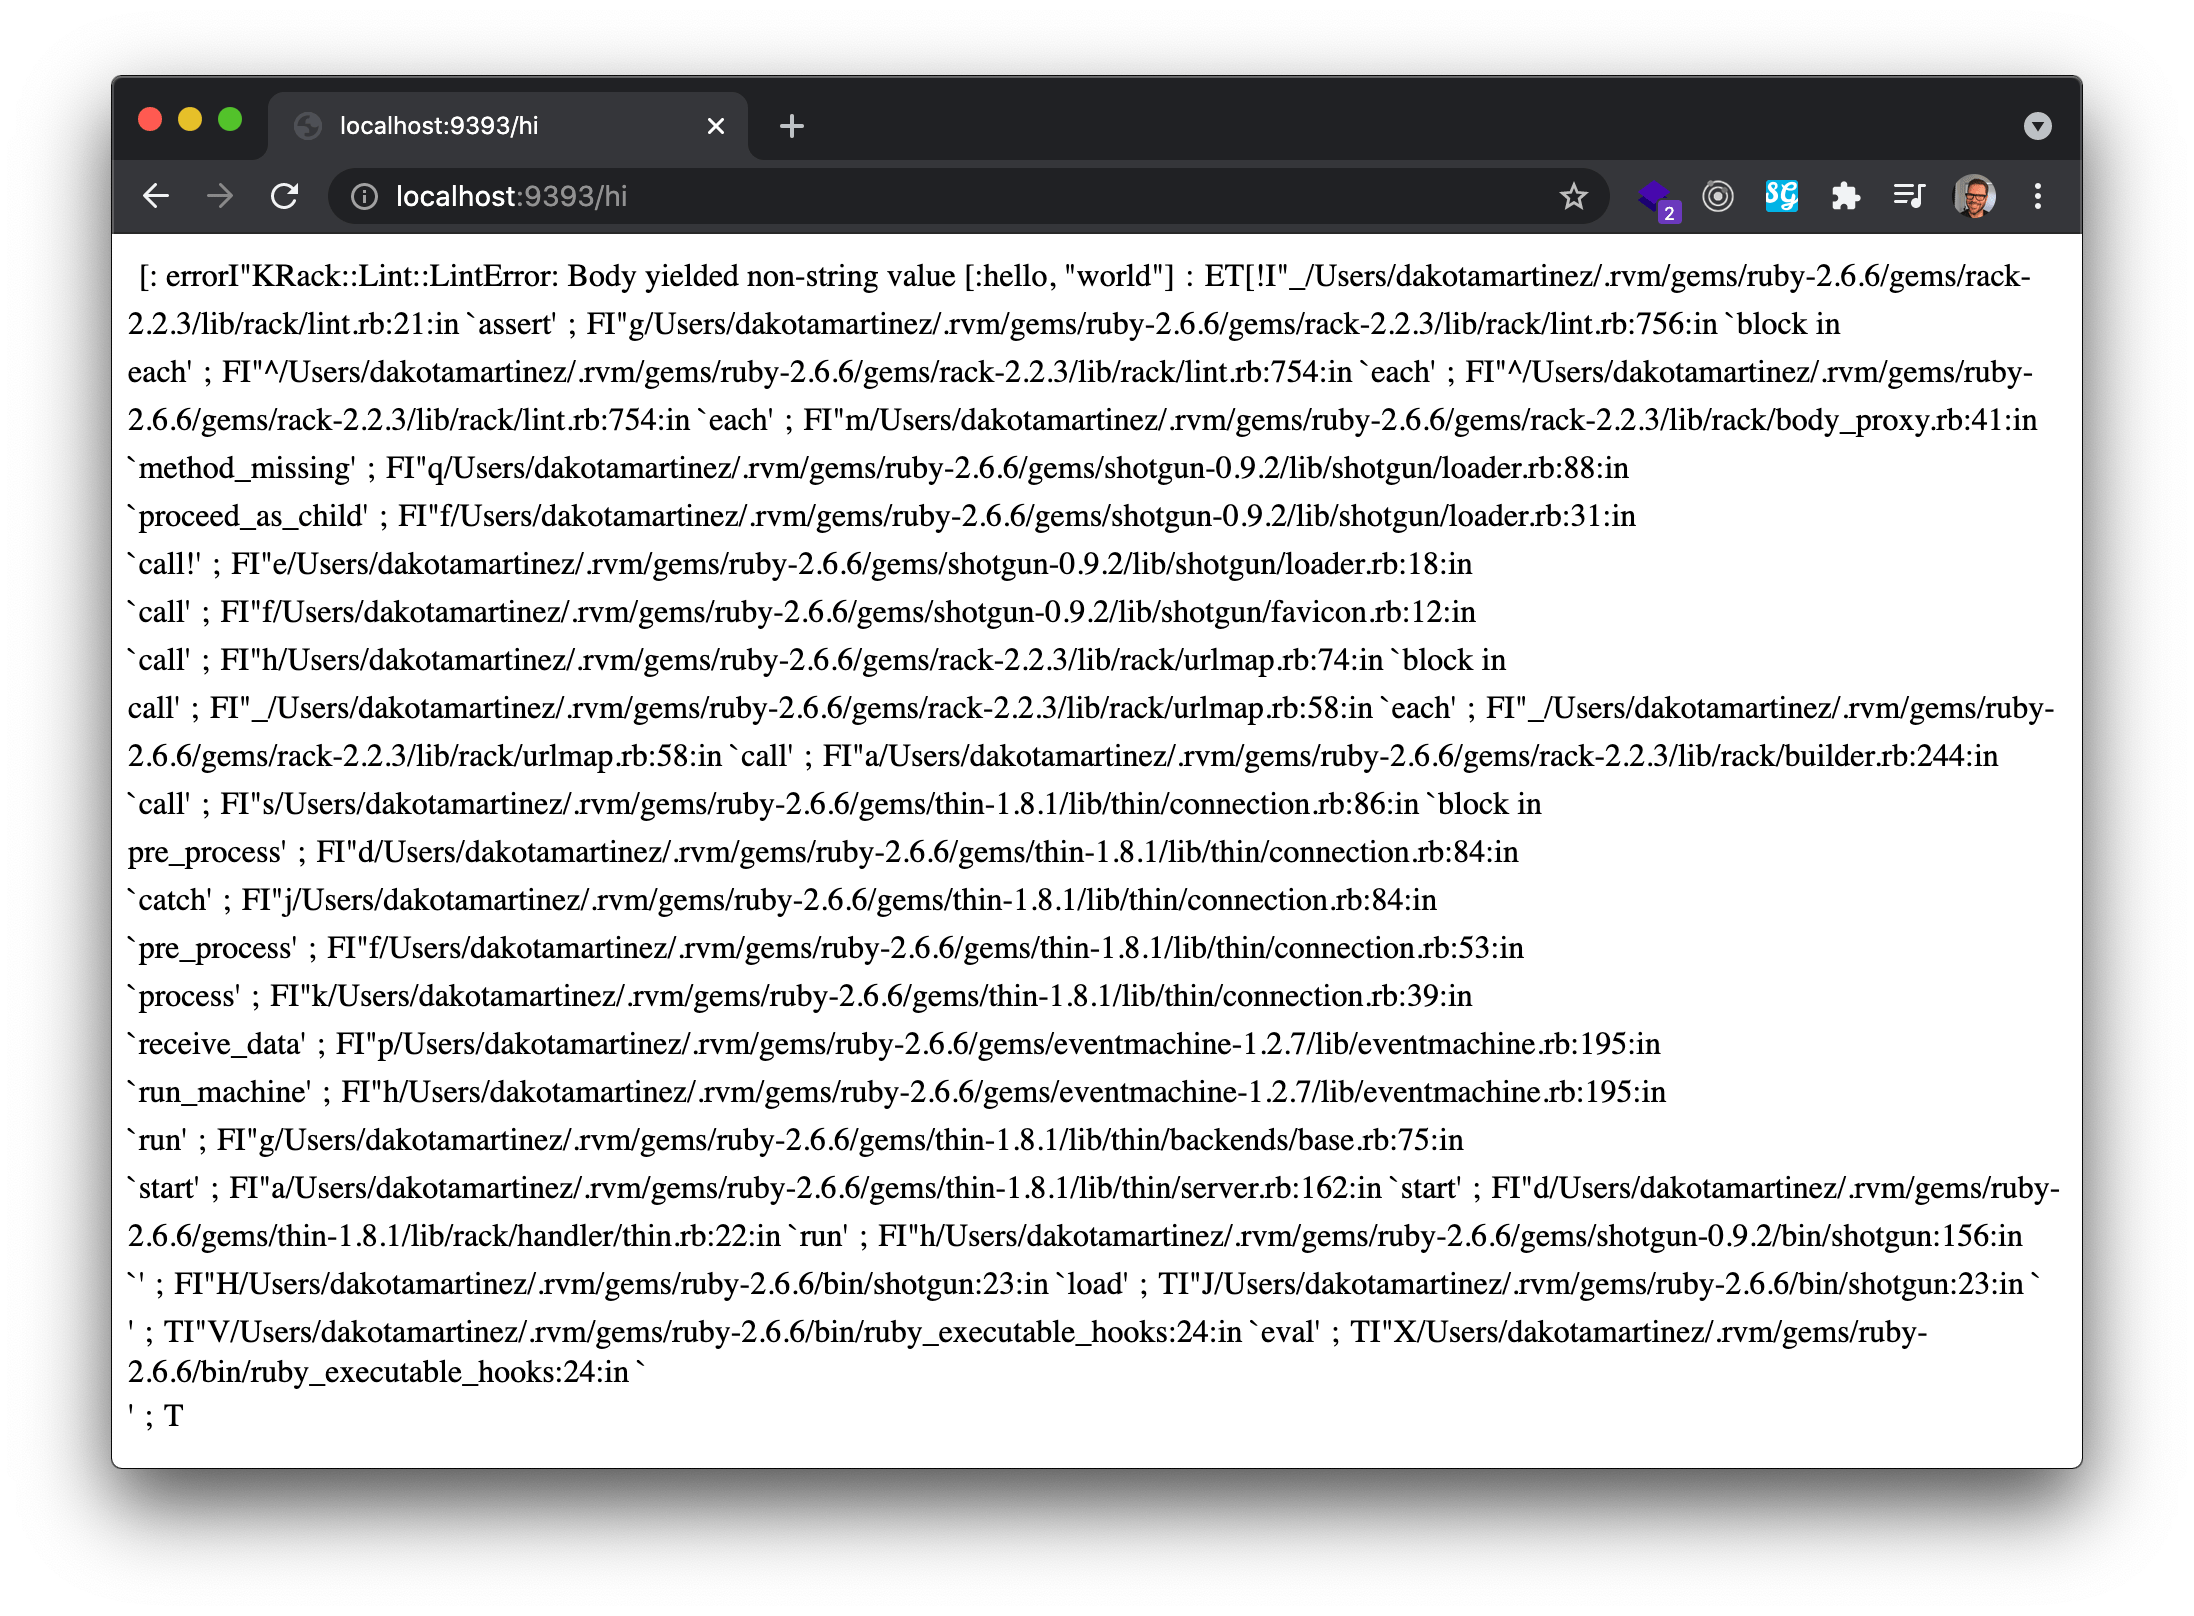 localhost:9393/hi
localhost:9393/hi
2
SG
[: errorI"KRack::Lint::LintError: Body yielded non-string value [:hello, "world"] : ET[!I"_/Users/dakotamartinez/.rvm/gems/ruby-2.6.6/gems/rack-
2.2.3/lib/rack/lint.rb:21:in `assert' ; FI"g/Users/dakotamartinez/.rvm/gems/ruby-2.6.6/gems/rack-2.2.3/lib/rack/lint.rb:756:in `block in
each' ; FI"^/Users/dakotamartinez/.rvm/gems/ruby-2.6.6/gems/rack-2.2.3/lib/rack/lint.rb:754:in `each' ; FI"^/Users/dakotamartinez/.rvm/gems/ruby-
2.6.6/gems/rack-2.2.3/lib/rack/lint.rb:754:in `each' ; FI"m/Users/dakotamartinez/.rvm/gems/ruby-2.6.6/gems/rack-2.2.3/lib/rack/body_proxy.rb:41:in
`method_missing' ; FI"q/Users/dakotamartinez/.rvm/gems/ruby-2.6.6/gems/shotgun-0.9.2/lib/shotgun/loader.rb:88:in
`proceed_as_child' ; FI"f/Users/dakotamartinez/.rvm/gems/ruby-2.6.6/gems/shotgun-0.9.2/lib/shotgun/loader.rb:31:in
`call!' ; FI"e/Users/dakotamartinez/.rvm/gems/ruby-2.6.6/gems/shotgun-0.9.2/lib/shotgun/loader.rb:18:in
`call' ; FI"f/Users/dakotamartinez/.rvm/gems/ruby-2.6.6/gems/shotgun-0.9.2/lib/shotgun/favicon.rb:12:in
`call' ; FI"h/Users/dakotamartinez/.rvm/gems/ruby-2.6.6/gems/rack-2.2.3/lib/rack/urlmap.rb:74:in `block in
call' ; FI"_/Users/dakotamartinez/.rvm/gems/ruby-2.6.6/gems/rack-2.2.3/lib/rack/urlmap.rb:58:in `each' ; FI"_/Users/dakotamartinez/.rvm/gems/ruby-
2.6.6/gems/rack-2.2.3/lib/rack/urlmap.rb:58:in `call' ; FI"a/Users/dakotamartinez/.rvm/gems/ruby-2.6.6/gems/rack-2.2.3/lib/rack/builder.rb:244:in
`call' ; FI"s/Users/dakotamartinez/.rvm/gems/ruby-2.6.6/gems/thin-1.8.1/lib/thin/connection.rb:86:in `block in
pre_process' ; FI"d/Users/dakotamartinez/.rvm/gems/ruby-2.6.6/gems/thin-1.8.1/lib/thin/connection.rb:84:in
`catch' ; FI"j/Users/dakotamartinez/.rvm/gems/ruby-2.6.6/gems/thin-1.8.1/lib/thin/connection.rb:84:in
`pre_process' ; FI"f/Users/dakotamartinez/.rvm/gems/ruby-2.6.6/gems/thin-1.8.1/lib/thin/connection.rb:53:in
`process' ; FI"k/Users/dakotamartinez/.rvm/gems/ruby-2.6.6/gems/thin-1.8.1/lib/thin/connection.rb:39:in
`receive_data' ; FI"p/Users/dakotamartinez/.rvm/gems/ruby-2.6.6/gems/eventmachine-1.2.7/lib/eventmachine.rb:195:in
`run_machine' ; FI"h/Users/dakotamartinez/.rvm/gems/ruby-2.6.6/gems/eventmachine-1.2.7/lib/eventmachine.rb:195:in
`run' ; FI"g/Users/dakotamartinez/.rvm/gems/ruby-2.6.6/gems/thin-1.8.1/lib/thin/backends/base.rb:75:in
`start' ; FI"a/Users/dakotamartinez/.rvm/gems/ruby-2.6.6/gems/thin-1.8.1/lib/thin/server.rb:162:in `start' ; FI"d/Users/dakotamartinez/.rvm/gems/ruby-
2.6.6/gems/thin-1.8.1/lib/rack/handler/thin.rb:22:in `run' ; FI"h/Users/dakotamartinez/.rvm/gems/ruby-2.6.6/gems/shotgun-0.9.2/bin/shotgun:156:in
`' ; FI"H/Users/dakotamartinez/.rvm/gems/ruby-2.6.6/bin/shotgun:23:in `load' ; TI"J/Users/dakotamartinez/.rvm/gems/ruby-2.6.6/bin/shotgun:23:in `
' ; TI"V/Users/dakotamartinez/.rvm/gems/ruby-2.6.6/bin/ruby_executable_hooks:24:in `eval' ; TI"X/Users/dakotamartinez/.rvm/gems/ruby-
2.6.6/bin/ruby_executable_hooks:24:in `
' ; T